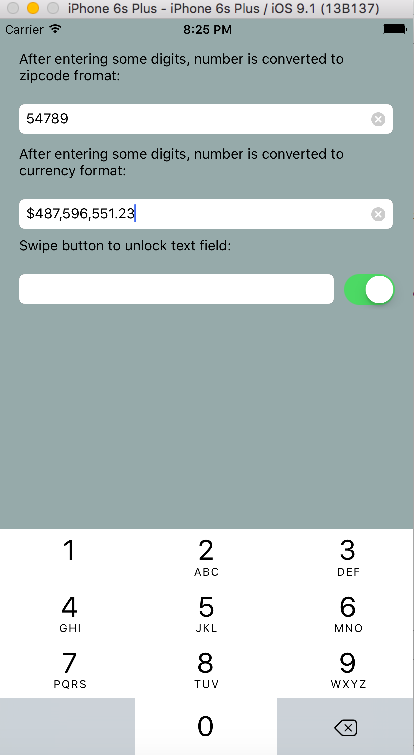 iPhone 6s Plus - iPhone 6s Plus / iOS 9.1 (13B137)
Carrier 8:25 PM
After entering some digits, number is converted to
zipcode fromat:
54789
After entering some digits, number is converted to
currency format:
$487,596,551.23
Swipe button to unlock text field:
1 2 3
ABC DEF
4 5 6
GHI JKL MNO
7 8 9
PQRS TUV WXYZ
0